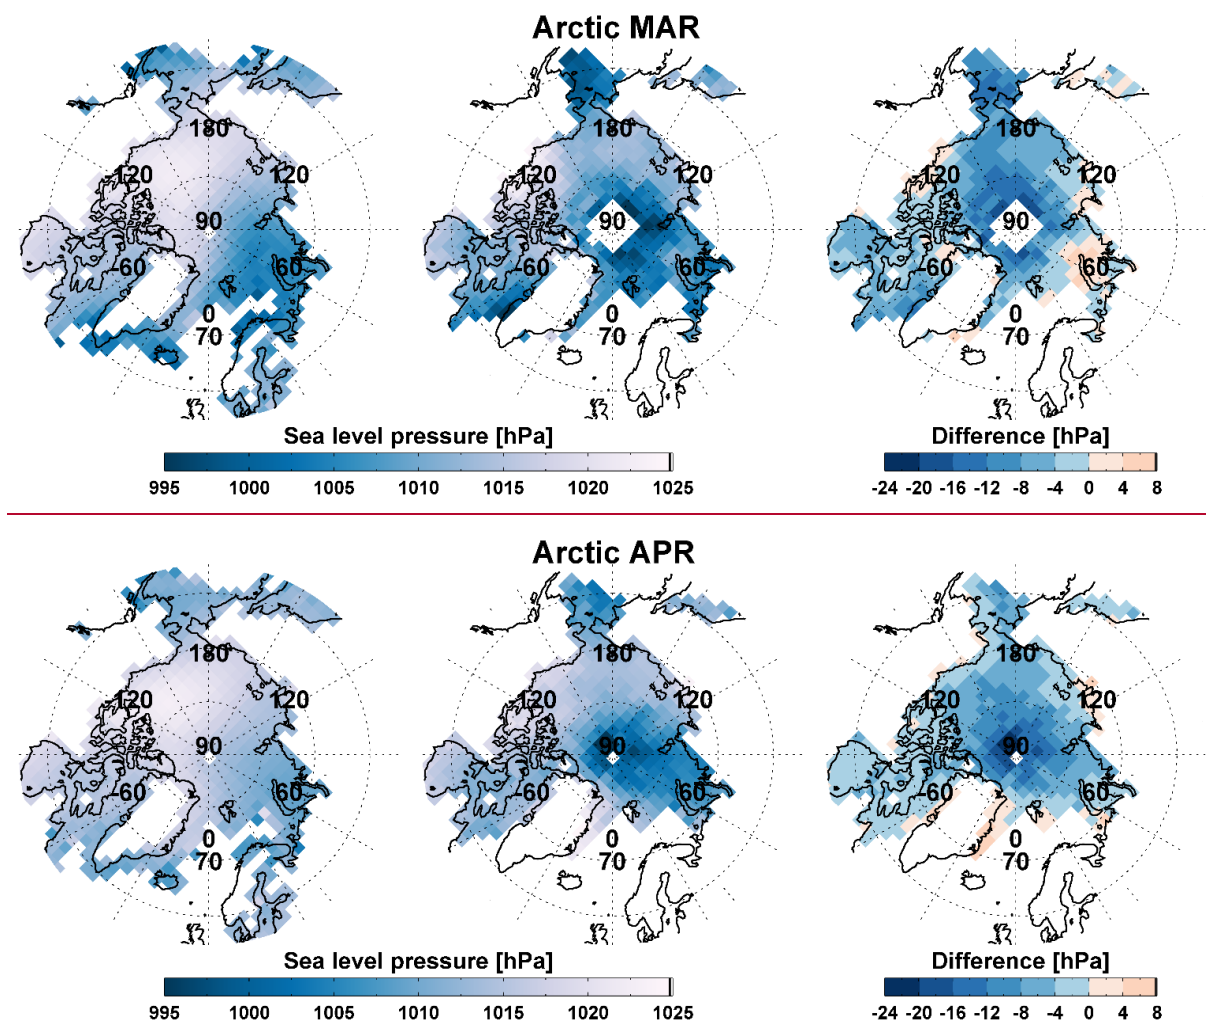 Arctic MAR
180 180 180
-120 120 -120 120 -120 120
90 90 90
-60 60 -60 60 -60 60
0 0 0
70 70 70
Sea level pressure [hPa] Difference [hPa]
995 1000 1005 1010 1015 1020 1025 -24 -20 -16 -12 -8 -4 0 4 8
Arctic APR
180 180 180
-120 120 -120 120 -120 120
90 90 90
-60 60 -60 60 -60 60
0 0 0
70 70 70
Sea level pressure [hPa] Difference [hPa]
995 1000 1005 1010 1015 1020 1025 -24 -20 -16 -12 -8 -4 0 4 8